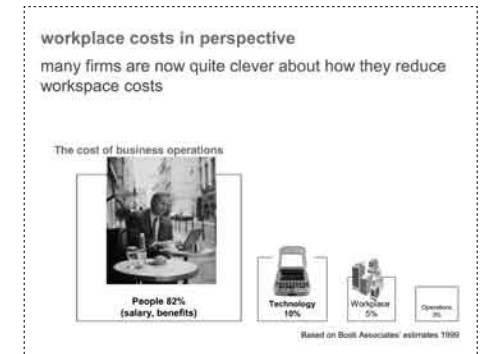 workplace costs in perspective
many firms are now quite clever about how they reduce
workspace costs
The cost of business operations
People 82%
(salary, benefits)
Technology
10%
Workplace
5%
Operations
3%
Based on Bosti Associates' estimates 1999